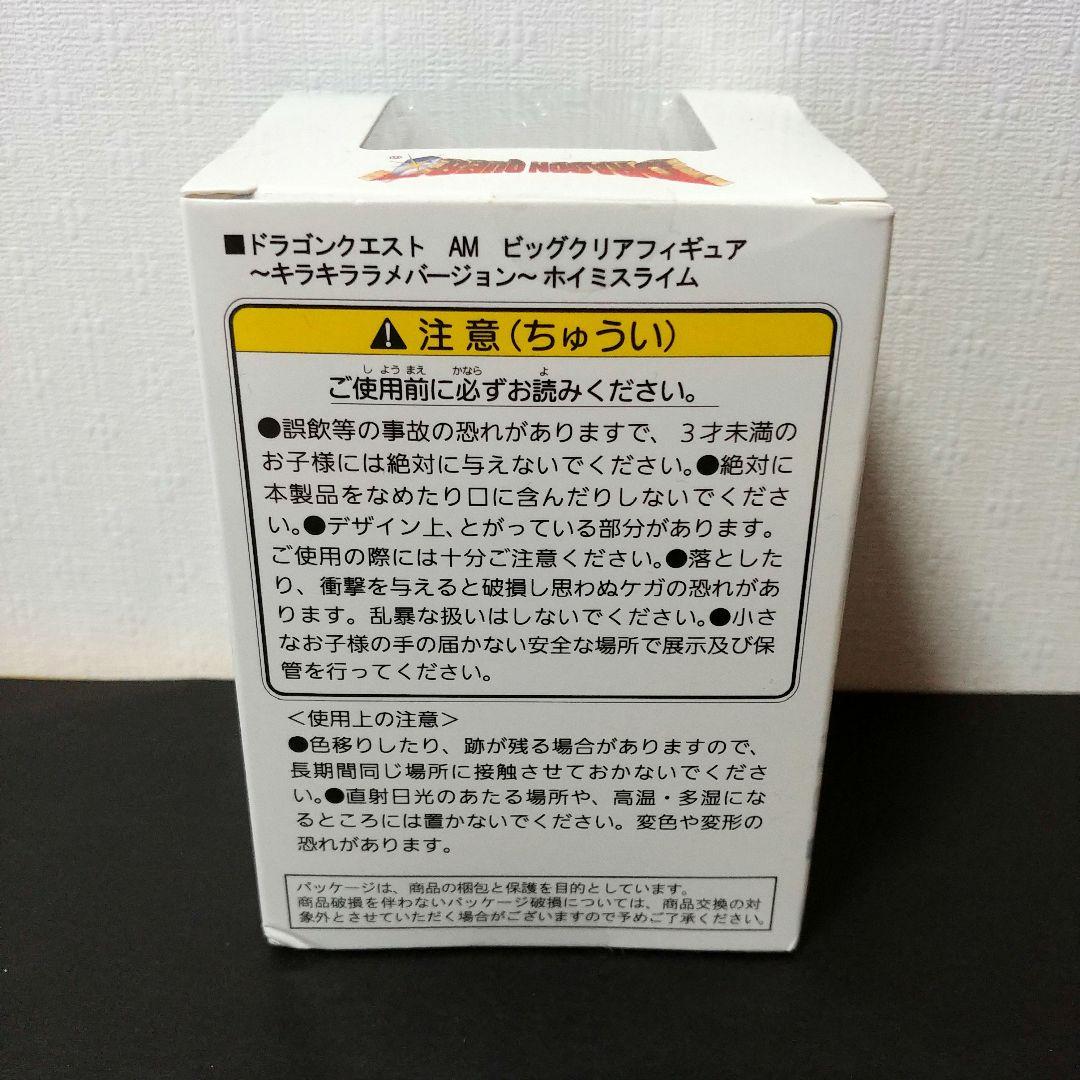 DRAGON QUEST
■ドラゴンクエスト AM ビッグクリアフィギュア
〜キラキララメバージョン〜 ホイミスライム
注意(ちゅうい)
しようまえ かなら よ
ご使用前に必ずお読みください。
●誤飲等の事故の恐れがありますで、3才未満の
お子様には絶対に与えないでください。●絶対に
本製品をなめたり口に含んだりしないでくださ
い。●デザイン上、とがっている部分があります。
ご使用の際には十分ご注意ください。●落とした
り、衝撃を与えると破損し思わぬケガの恐れがあ
ります。乱暴な扱いはしないでください。●小さ
なお子様の手の届かない安全な場所で展示及び保
管を行ってください。
＜使用上の注意＞
●色移りしたり、跡が残る場合がありますので、
長期間同じ場所に接触させておかないでくださ
い。●直射日光のあたる場所や、高温・多湿にな
るところには置かないでください。変色や変形の
恐れがあります。
パッケージは、商品の梱包と保護を目的としています。
商品破損を伴わないパッケージ破損については、商品交換の対
象外とさせていただく場合がございますので予めご了承ください。